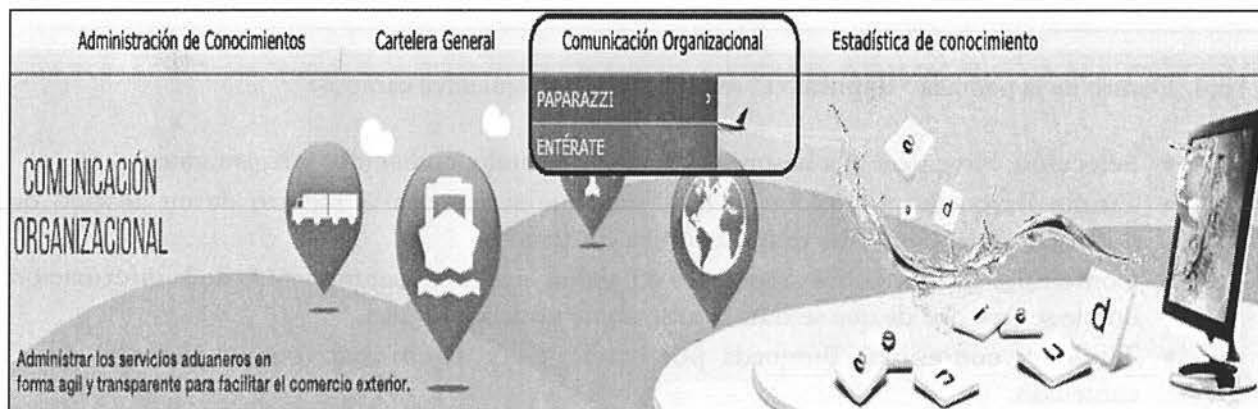 Administración de Conocimientos
Cartelera General
Comunicación Organizacional
Estadística de conocimiento
PAPARAZZI
ENTÉRATE
COMUNICACIÓN
ORGANIZACIONAL
Administrar los servicios aduaneros en
forma agil y transparente para facilitar el comercio exterior.
a
a
d
a
e
n
i
a
u
d